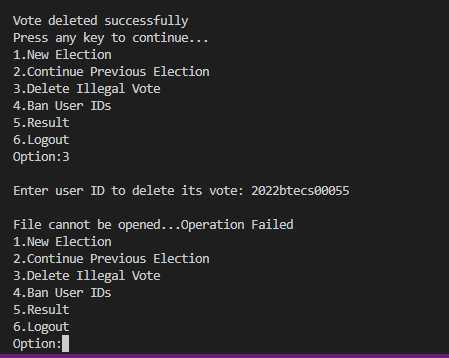 Vote deleted successfully
Press any key to continue...
1.New Election
2.Continue Previous Election
3.Delete Illegal Vote
4.Ban User IDs
5.Result
6.Logout
Option:3
Enter user ID to delete its vote: 2022btecs00055
File cannot be opened...Operation Failed
1.New Election
2.Continue Previous Election
3.Delete Illegal Vote
4.Ban User IDs
5.Result
6.Logout
Option: